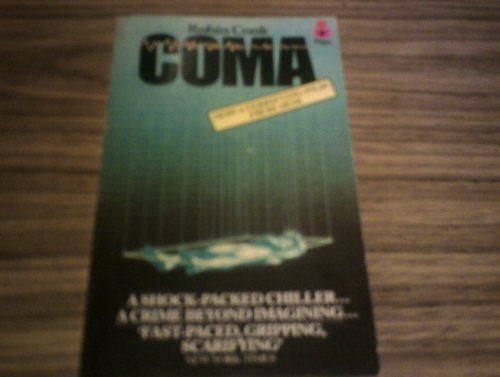 Robin Cook
COMA
A SHOCK-PACKED CHILLER...
A CRIME BEYOND IMAGINING...
'FAST-PACED, GRIPPING,
SCARIFYING'
NEW YORK TIMES